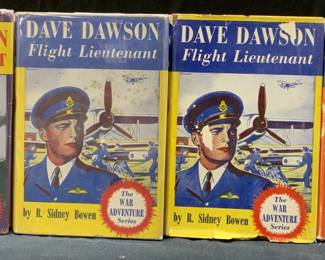 DAVE DAWSON
Flight Lieutenant
by R. Sidney Bowen
The
WAR
ADVENTURE
Series
DAVE DAWSON
Flight Lieutenant
by R. Sidney Bowen
The
WAR
ADVENTURE
Series